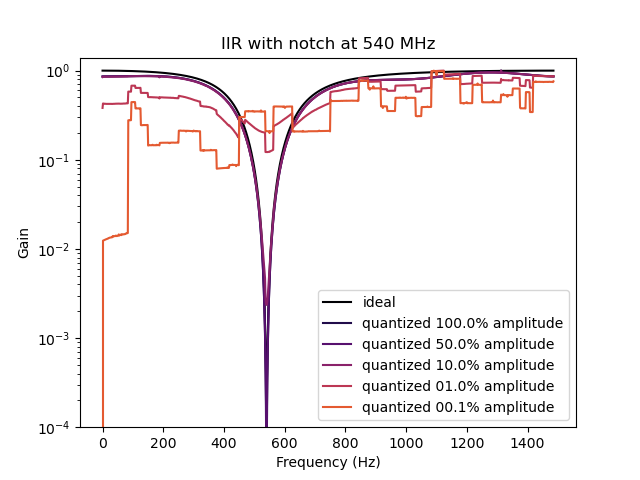 IIR with notch at 540 MHz
10⁰
10⁻¹
10⁻²
10⁻³
10⁻⁴
Gain
ideal
quantized 100.0% amplitude
quantized 50.0% amplitude
quantized 10.0% amplitude
quantized 01.0% amplitude
quantized 00.1% amplitude
0 200 400 600 800 1000 1200 1400
Frequency (Hz)